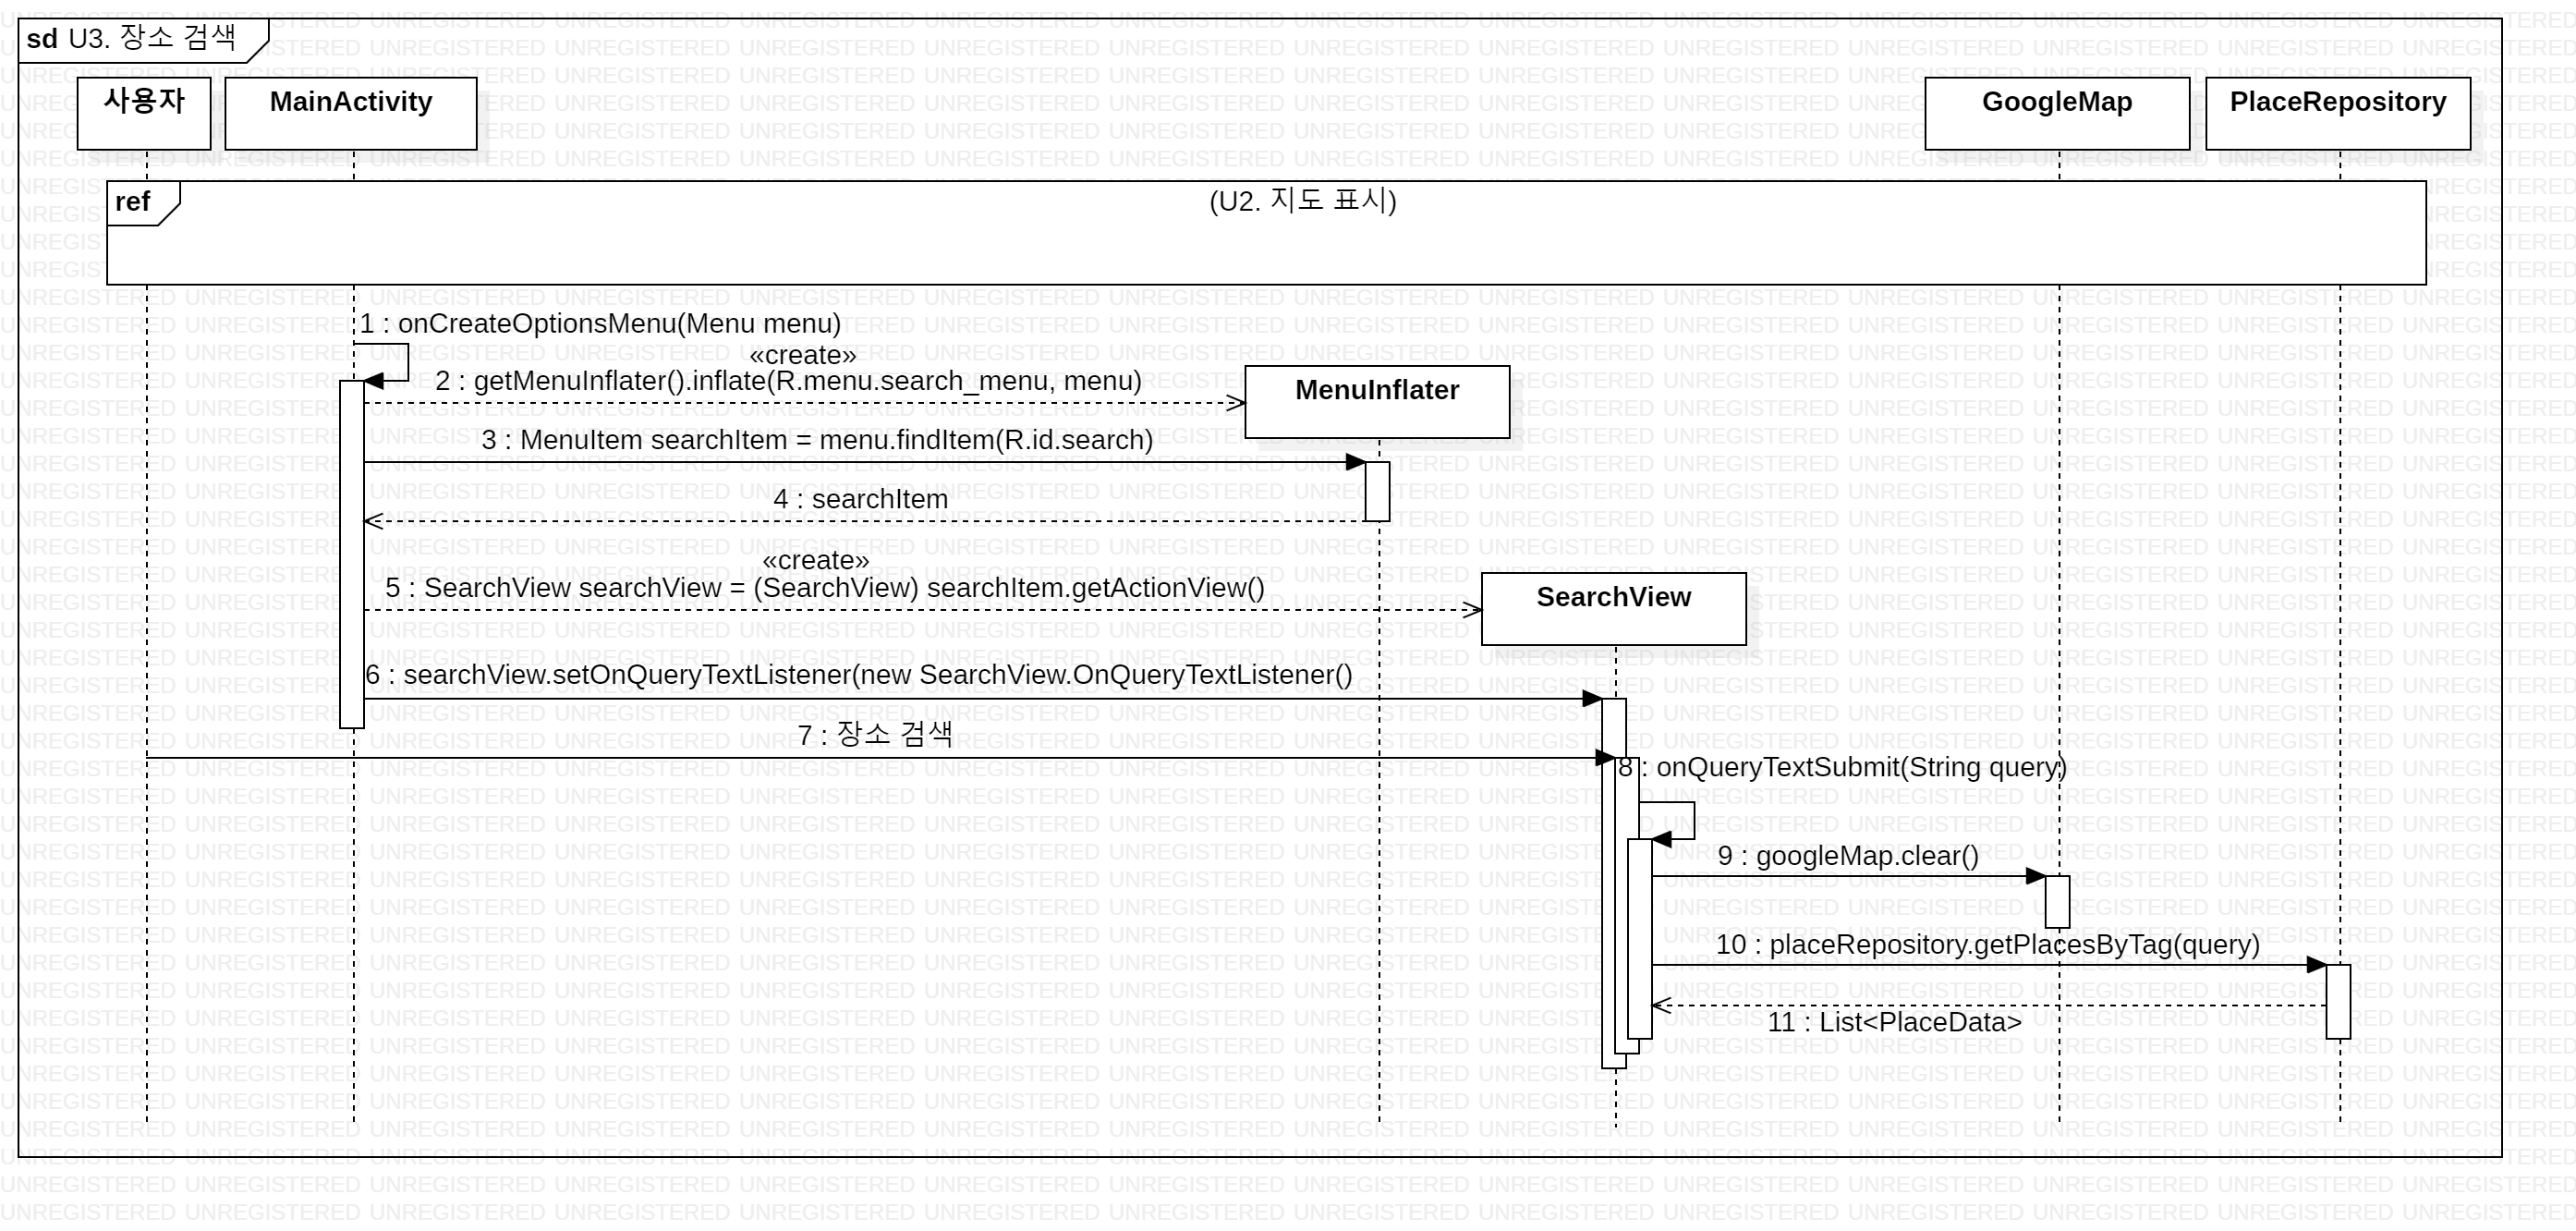 sd U3. 장소 검색
사용자
MainActivity
GoogleMap
PlaceRepository
ref
(U2. 지도 표시)
1 : onCreateOptionsMenu(Menu menu)
«create»
2 : getMenuInflater().inflate(R.menu.search_menu, menu)
MenuInflater
3 : MenuItem searchItem = menu.findItem(R.id.search)
4 : searchItem
«create»
5 : SearchView searchView = (SearchView) searchItem.getActionView()
SearchView
6 : searchView.setOnQueryTextListener(new SearchView.OnQueryTextListener()
7 : 장소 검색
8 : onQueryTextSubmit(String query)
9 : googleMap.clear()
10 : placeRepository.getPlacesByTag(query)
11 : List<PlaceData>
UNREGISTERED